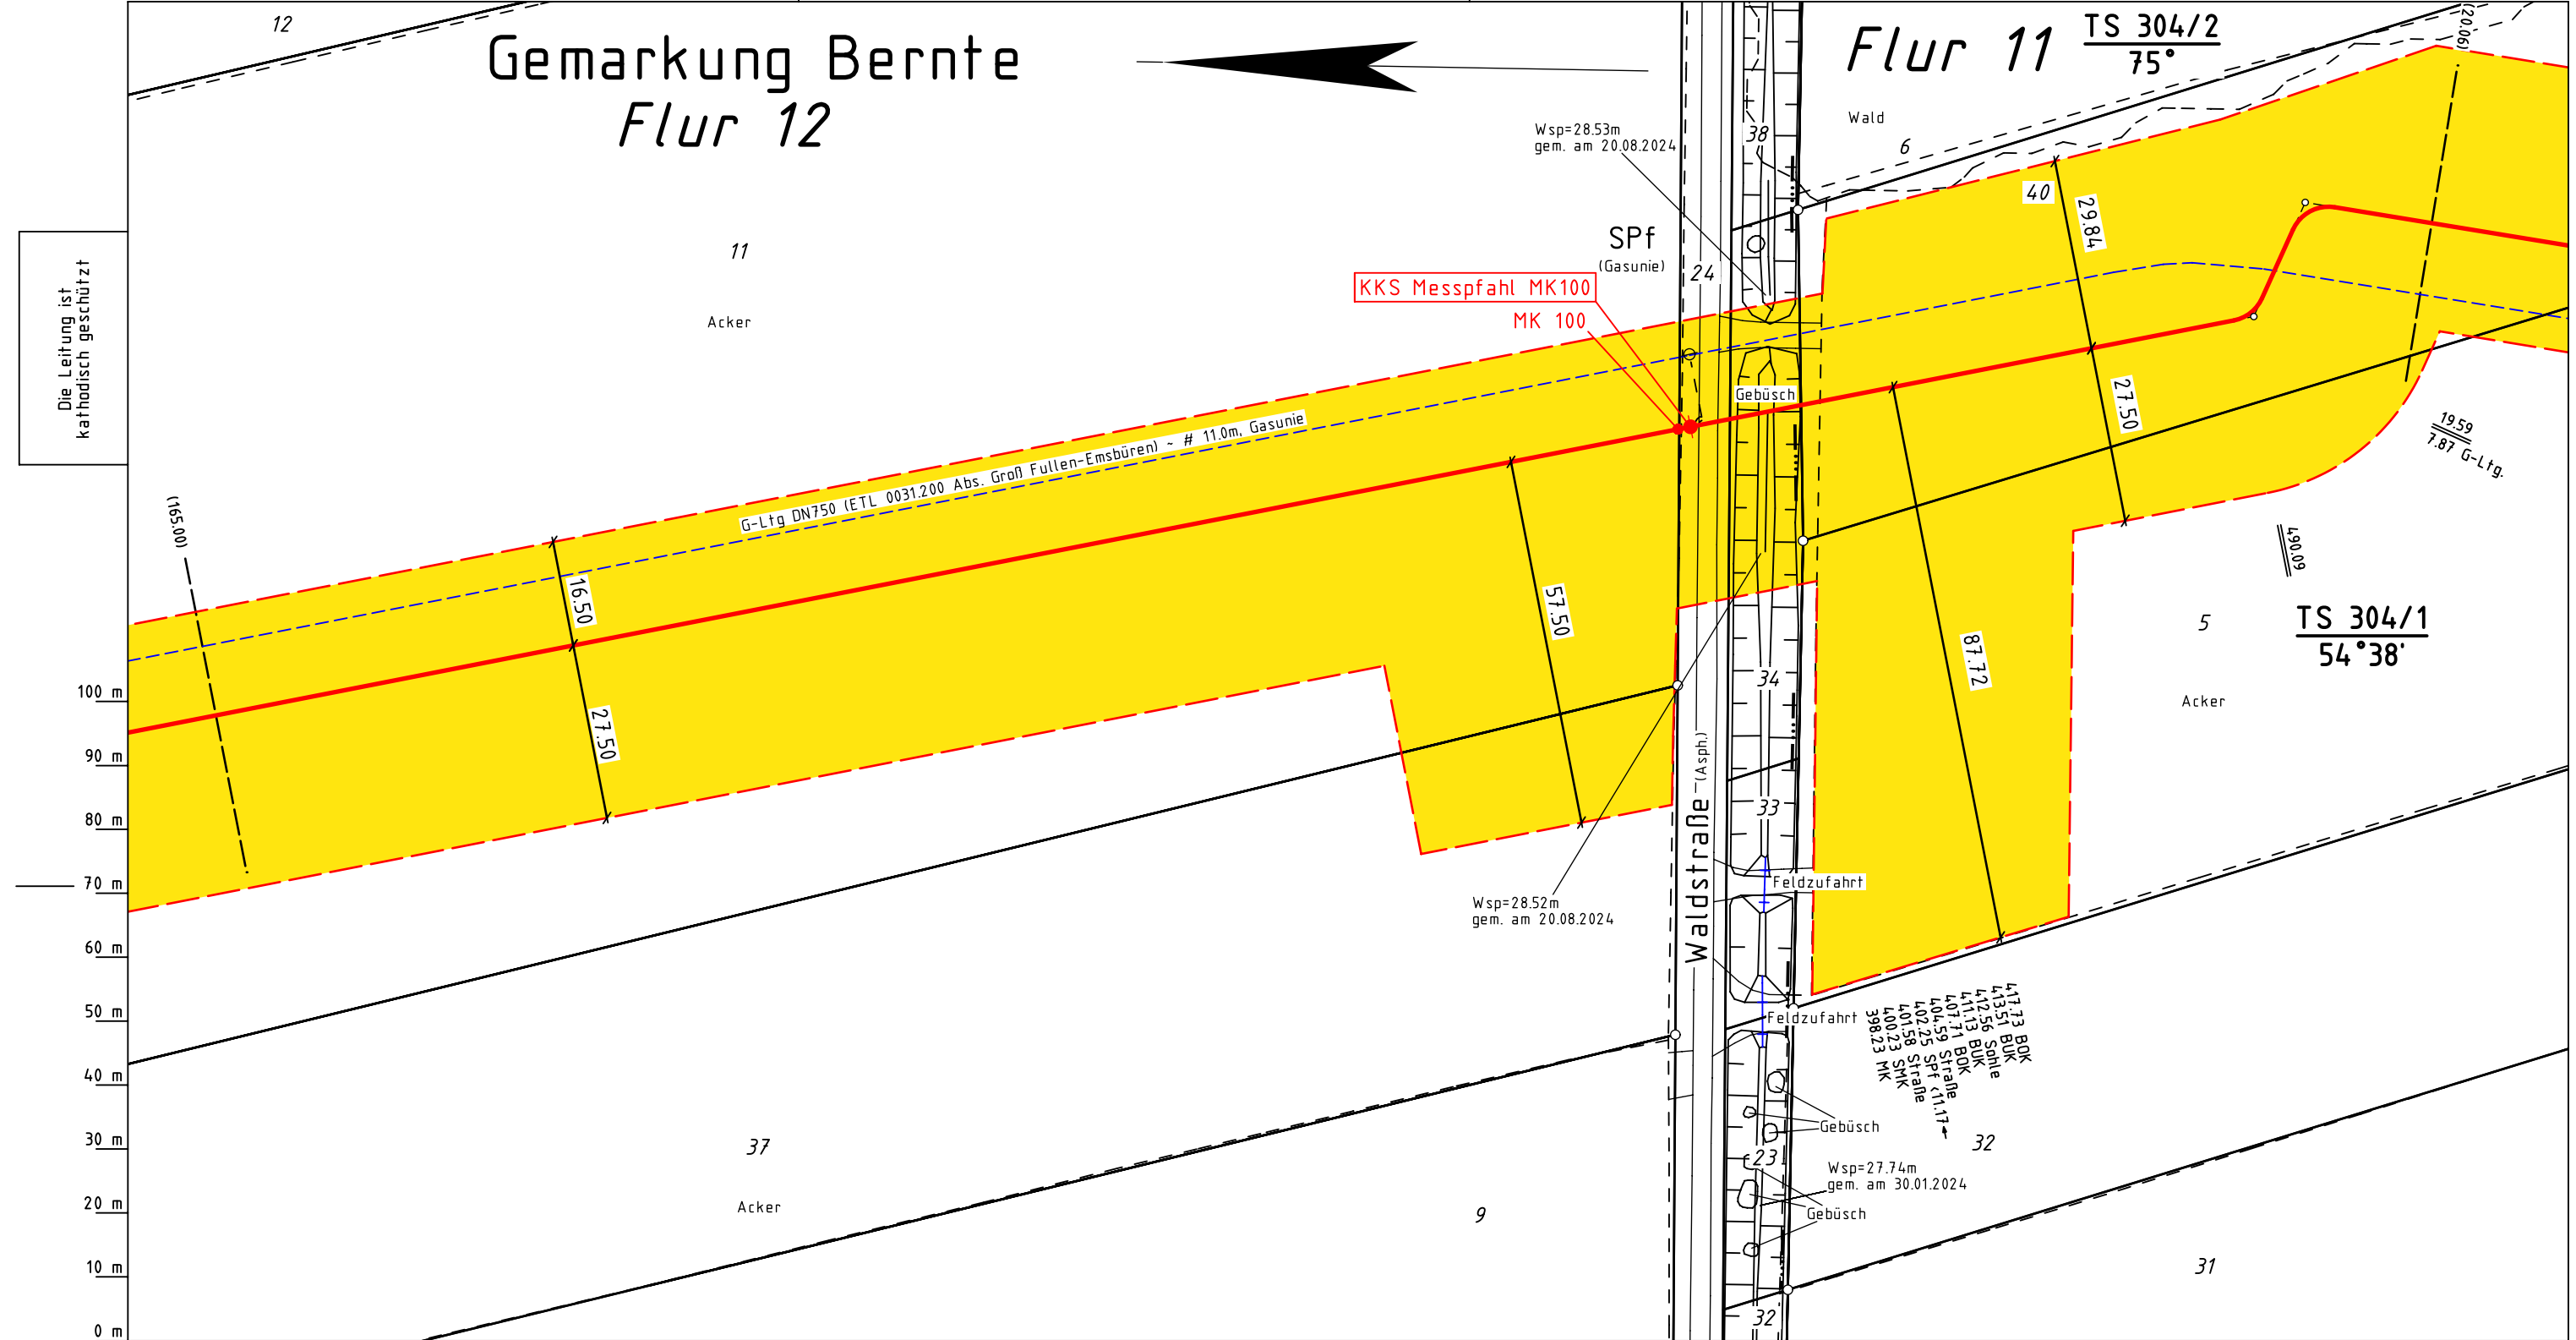 12
Gemarkung Bernte
Flur 12
Flur 11
TS 304/2
75°
(20.06)
Wald
6
Wsp=28.53m
gem. am 20.08.2024
38
40
29.84
11
Acker
SPf
(Gasunie)
24
KKS Messpfahl MK100
MK 100
Die Leitung ist
kathodisch geschützt
Gebüsch
27.50
19.59
7.87 G-Ltg.
G-Ltg DN750 (ETL 0031.200 Abs. Groß Fullen-Emsbüren) ~ # 11.0m, Gasunie
(165.00)
16.50
27.50
57.50
87.72
490.09
5
TS 304/1
54°38'
Acker
34
33
Waldstraße
(Asph.)
Feldzufahrt
Wsp=28.52m
gem. am 20.08.2024
Feldzufahrt
417.73 BOK
413.51 BUK
412.56 Sohle
411.13 BUK
407.71 BOK
404.59 Straße
402.25 SPf <11.17
401.58 Straße
400.23 SMK
398.23 MK
100 m
90 m
80 m
70 m
60 m
50 m
40 m
30 m
20 m
10 m
0 m
37
Acker
9
Gebüsch
32
23
Wsp=27.74m
gem. am 30.01.2024
Gebüsch
31
32